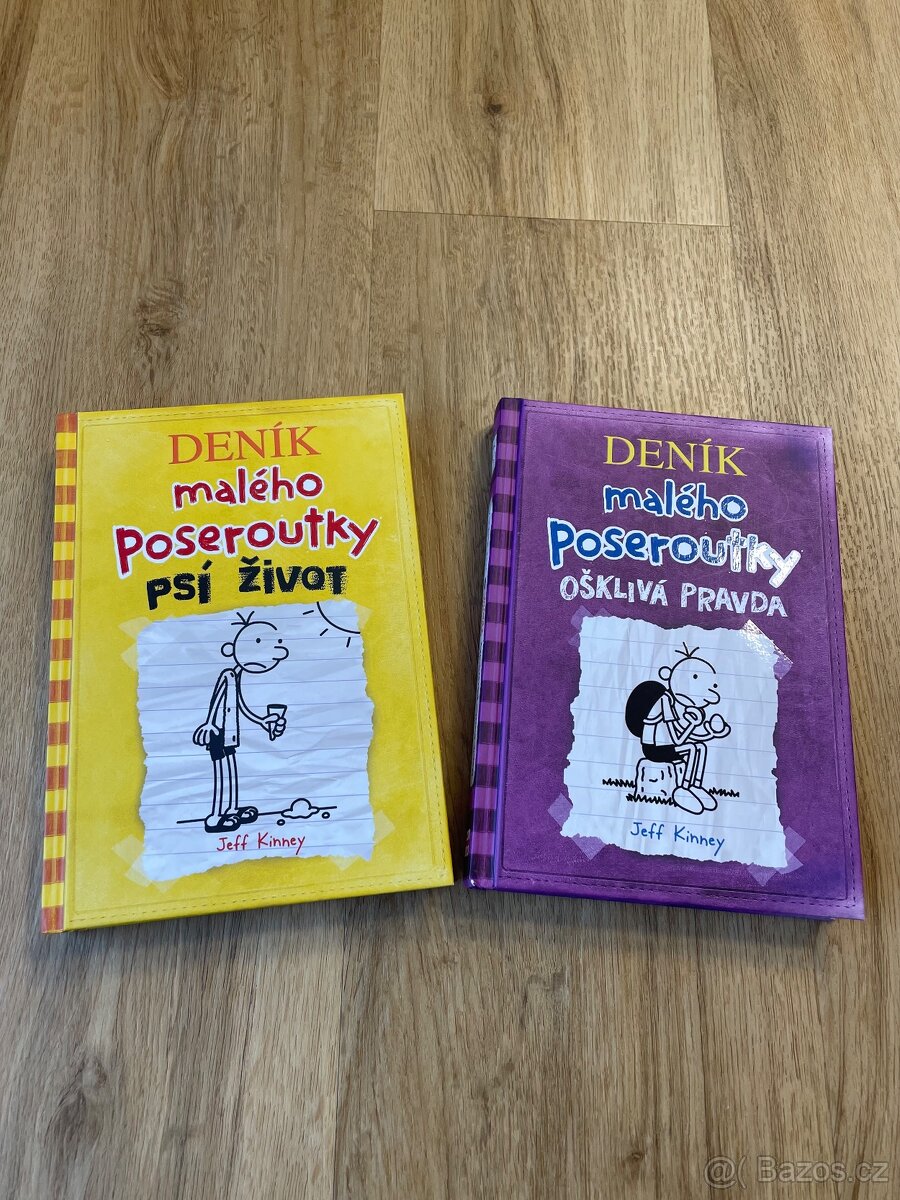 DENÍK
malého
Poseroutky
PSÍ ŽIVOT
Jeff Kinney
DENÍK
malého
Poseroutky
OŠKLIVÁ PRAVDA
Jeff Kinney
@( Bazos.cz